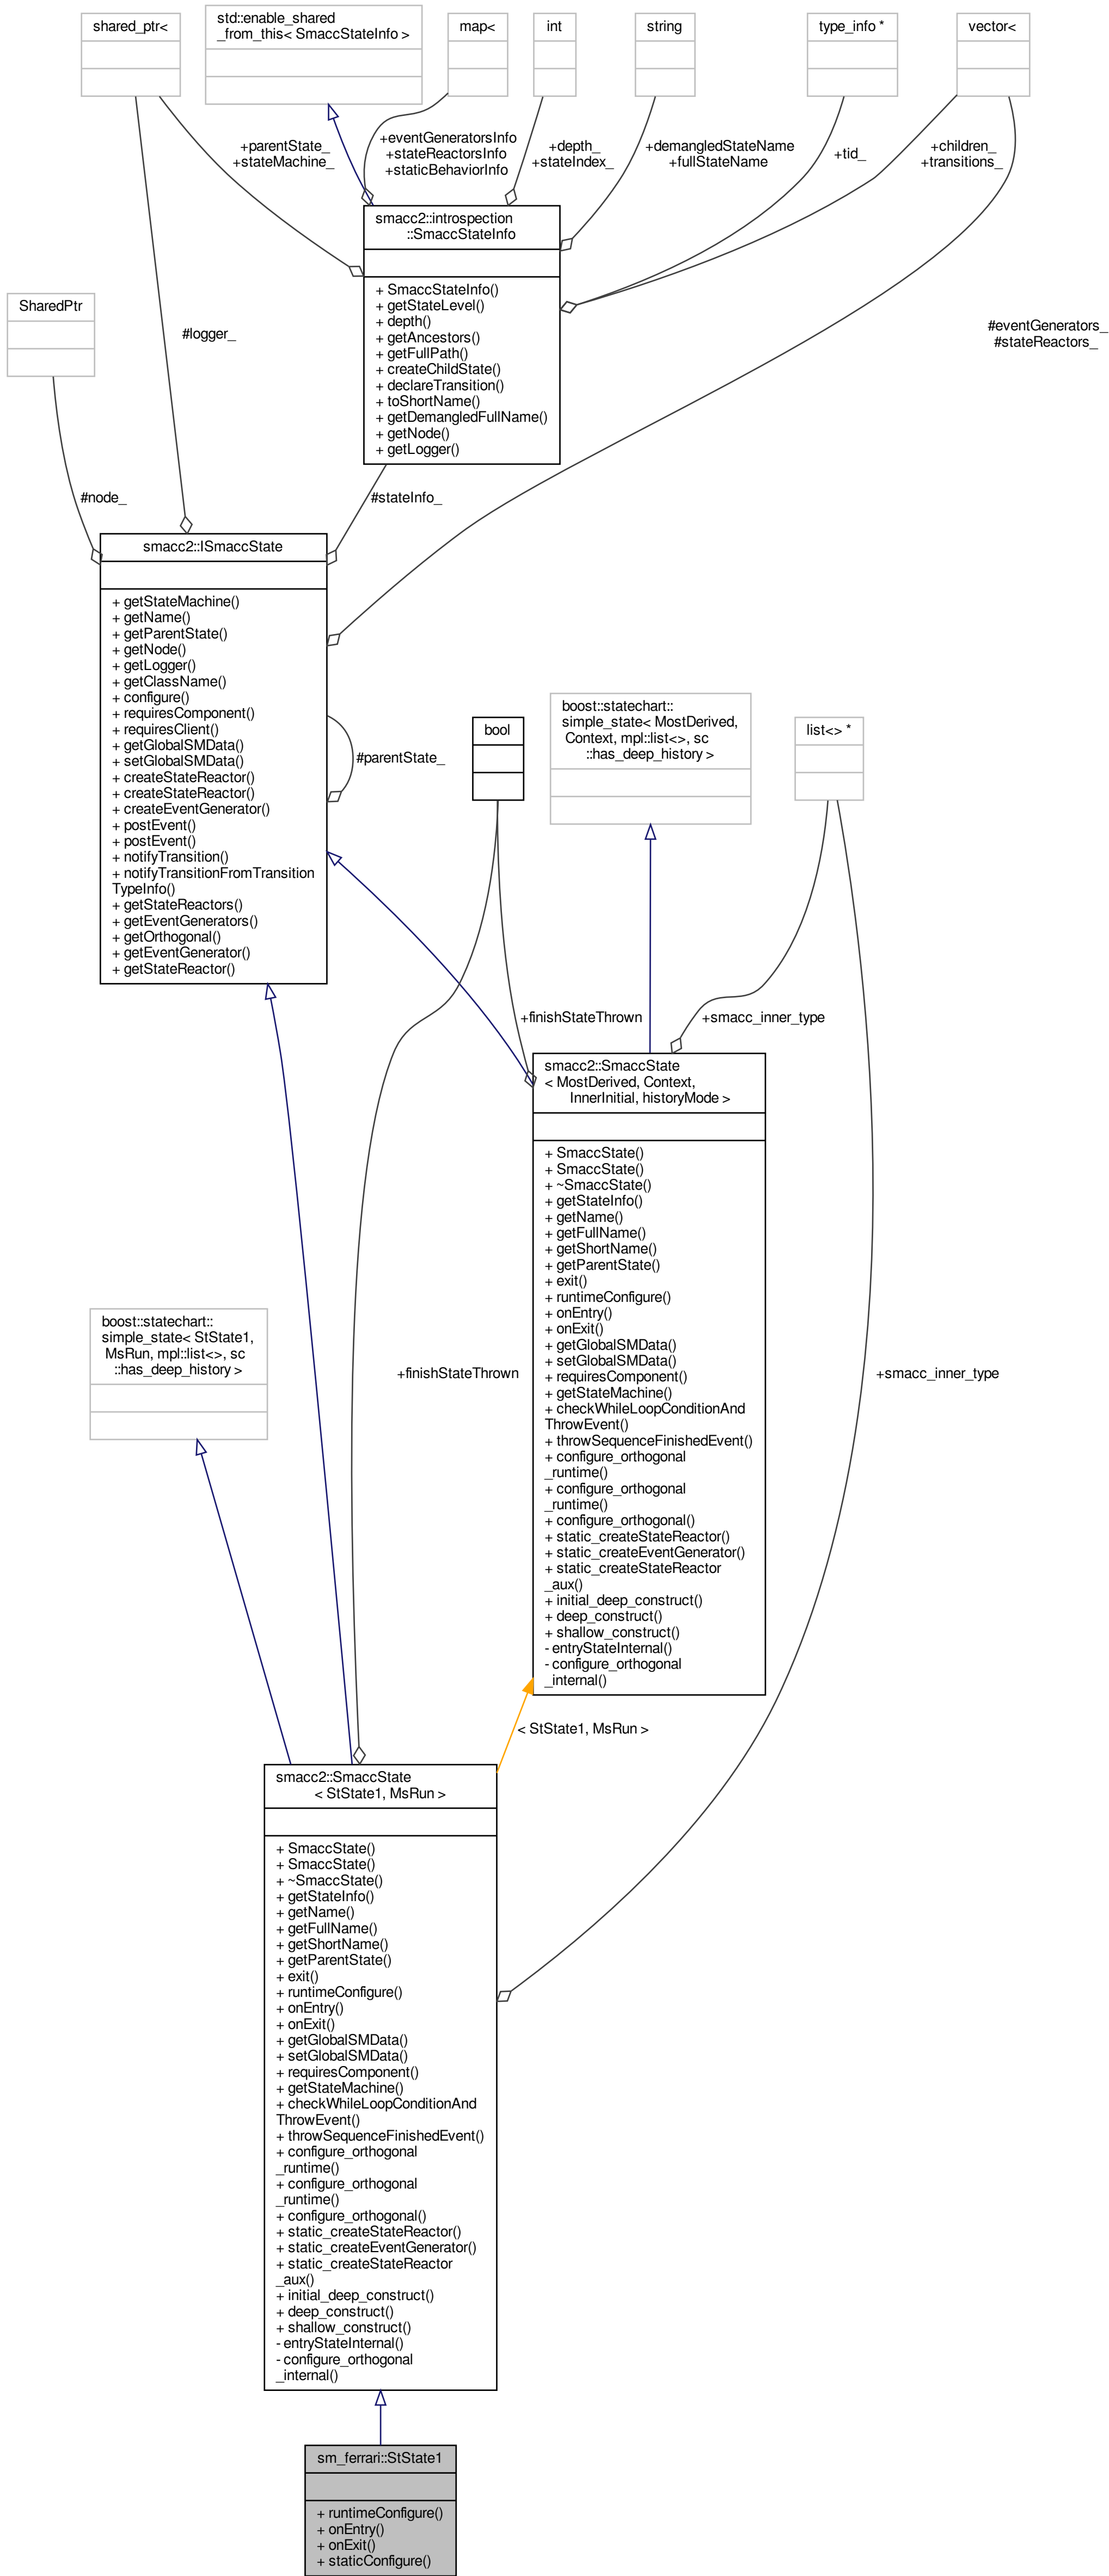 shared_ptr<
std::enable_shared
_from_this< SmaccStateInfo >
map<
int
string
type_info *
vector<
+parentState_
+stateMachine_
+eventGeneratorsInfo
+stateReactorsInfo
+staticBehaviorInfo
+depth_
+stateIndex_
+demangledStateName
+fullStateName
+tid_
+children_
+transitions_
smacc2::introspection
::SmaccStateInfo
+ SmaccStateInfo()
+ getStateLevel()
+ depth()
+ getAncestors()
+ getFullPath()
+ createChildState()
+ declareTransition()
+ toShortName()
+ getDemangledFullName()
+ getNode()
+ getLogger()
SharedPtr
#logger_
#eventGenerators_
#stateReactors_
#node_
#stateInfo_
smacc2::ISmaccState
+ getStateMachine()
+ getName()
+ getParentState()
+ getNode()
+ getLogger()
+ getClassName()
+ configure()
+ requiresComponent()
+ requiresClient()
+ getGlobalSMData()
+ setGlobalSMData()
+ createStateReactor()
+ createStateReactor()
+ createEventGenerator()
+ postEvent()
+ postEvent()
+ notifyTransition()
+ notifyTransitionFromTransition
TypeInfo()
+ getStateReactors()
+ getEventGenerators()
+ getOrthogonal()
+ getEventGenerator()
+ getStateReactor()
#parentState_
bool
boost::statechart::
simple_state< MostDerived,
Context, mpl::list<>, sc
::has_deep_history >
list<> *
+finishStateThrown
+smacc_inner_type
smacc2::SmaccState
< MostDerived, Context,
InnerInitial, historyMode >
+ SmaccState()
+ SmaccState()
+ ~SmaccState()
+ getStateInfo()
+ getName()
+ getFullName()
+ getShortName()
+ getParentState()
+ exit()
+ runtimeConfigure()
+ onEntry()
+ onExit()
+ getGlobalSMData()
+ setGlobalSMData()
+ requiresComponent()
+ getStateMachine()
+ checkWhileLoopConditionAnd
ThrowEvent()
+ throwSequenceFinishedEvent()
+ configure_orthogonal
_runtime()
+ configure_orthogonal
_runtime()
+ configure_orthogonal()
+ static_createStateReactor()
+ static_createEventGenerator()
+ static_createStateReactor
_aux()
+ initial_deep_construct()
+ deep_construct()
+ shallow_construct()
- entryStateInternal()
- configure_orthogonal
_internal()
boost::statechart::
simple_state< StState1,
MsRun, mpl::list<>, sc
::has_deep_history >
+finishStateThrown
+smacc_inner_type
< StState1, MsRun >
smacc2::SmaccState
< StState1, MsRun >
+ SmaccState()
+ SmaccState()
+ ~SmaccState()
+ getStateInfo()
+ getName()
+ getFullName()
+ getShortName()
+ getParentState()
+ exit()
+ runtimeConfigure()
+ onEntry()
+ onExit()
+ getGlobalSMData()
+ setGlobalSMData()
+ requiresComponent()
+ getStateMachine()
+ checkWhileLoopConditionAnd
ThrowEvent()
+ throwSequenceFinishedEvent()
+ configure_orthogonal
_runtime()
+ configure_orthogonal
_runtime()
+ configure_orthogonal()
+ static_createStateReactor()
+ static_createEventGenerator()
+ static_createStateReactor
_aux()
+ initial_deep_construct()
+ deep_construct()
+ shallow_construct()
- entryStateInternal()
- configure_orthogonal
_internal()
sm_ferrari::StState1
+ runtimeConfigure()
+ onEntry()
+ onExit()
+ staticConfigure()